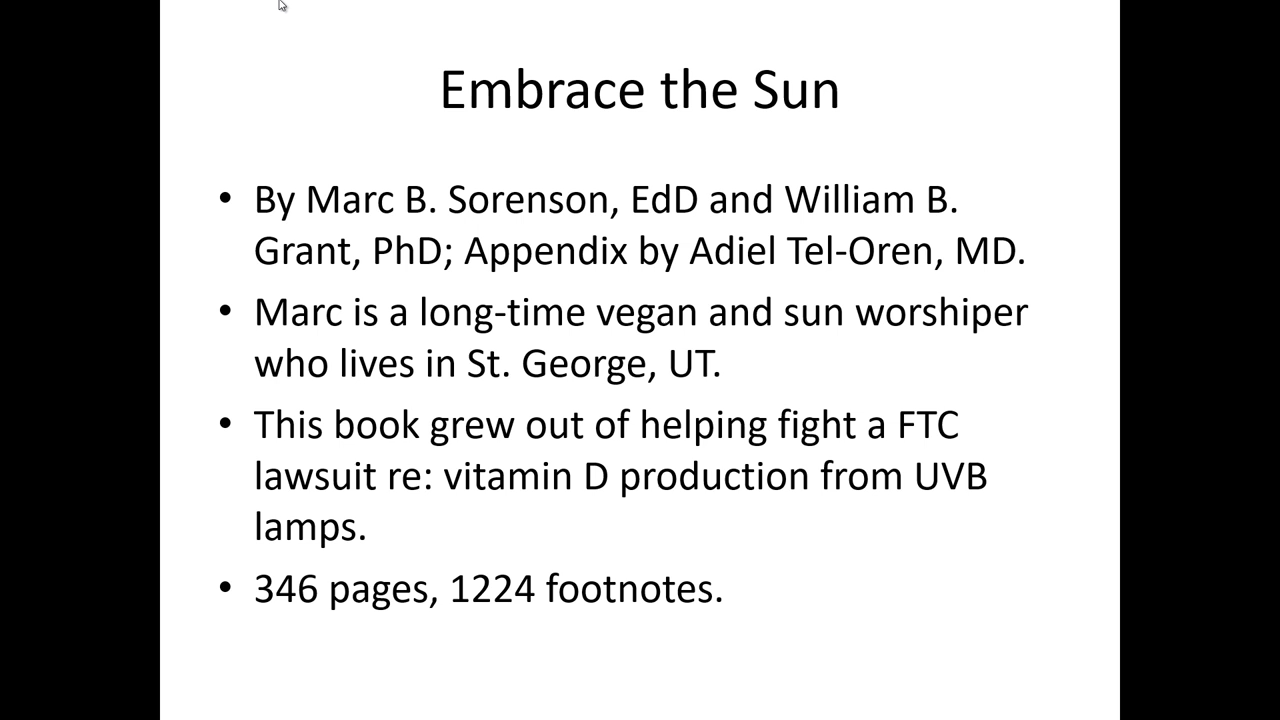 Embrace the Sun
• By Marc B. Sorenson, EdD and William B.
Grant, PhD; Appendix by Adiel Tel-Oren, MD.
• Marc is a long-time vegan and sun worshiper
who lives in St. George, UT.
• This book grew out of helping fight a FTC
lawsuit re: vitamin D production from UVB
lamps.
• 346 pages, 1224 footnotes.